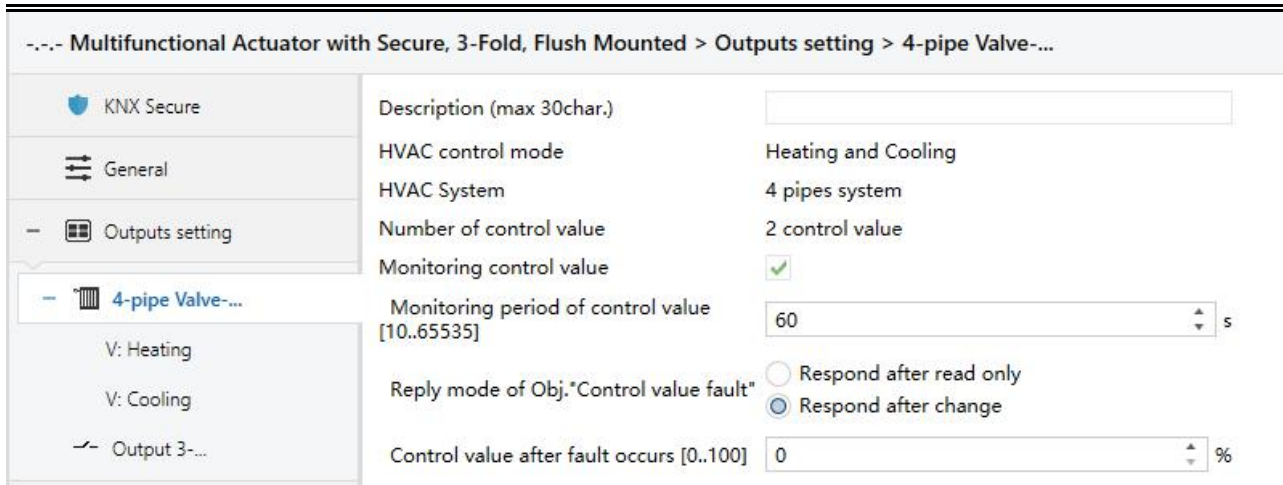 -.-.- Multifunctional Actuator with Secure, 3-Fold, Flush Mounted > Outputs setting > 4-pipe Valve-...
KNX Secure
General
Outputs setting
4-pipe Valve-...
V: Heating
V: Cooling
Output 3-...
Description (max 30char.)
HVAC control mode Heating and Cooling
HVAC System 4 pipes system
Number of control value 2 control value
Monitoring control value
Monitoring period of control value
[10..65535] 60 s
Reply mode of Obj."Control value fault" Respond after read only
Respond after change
Control value after fault occurs [0..100] 0 %